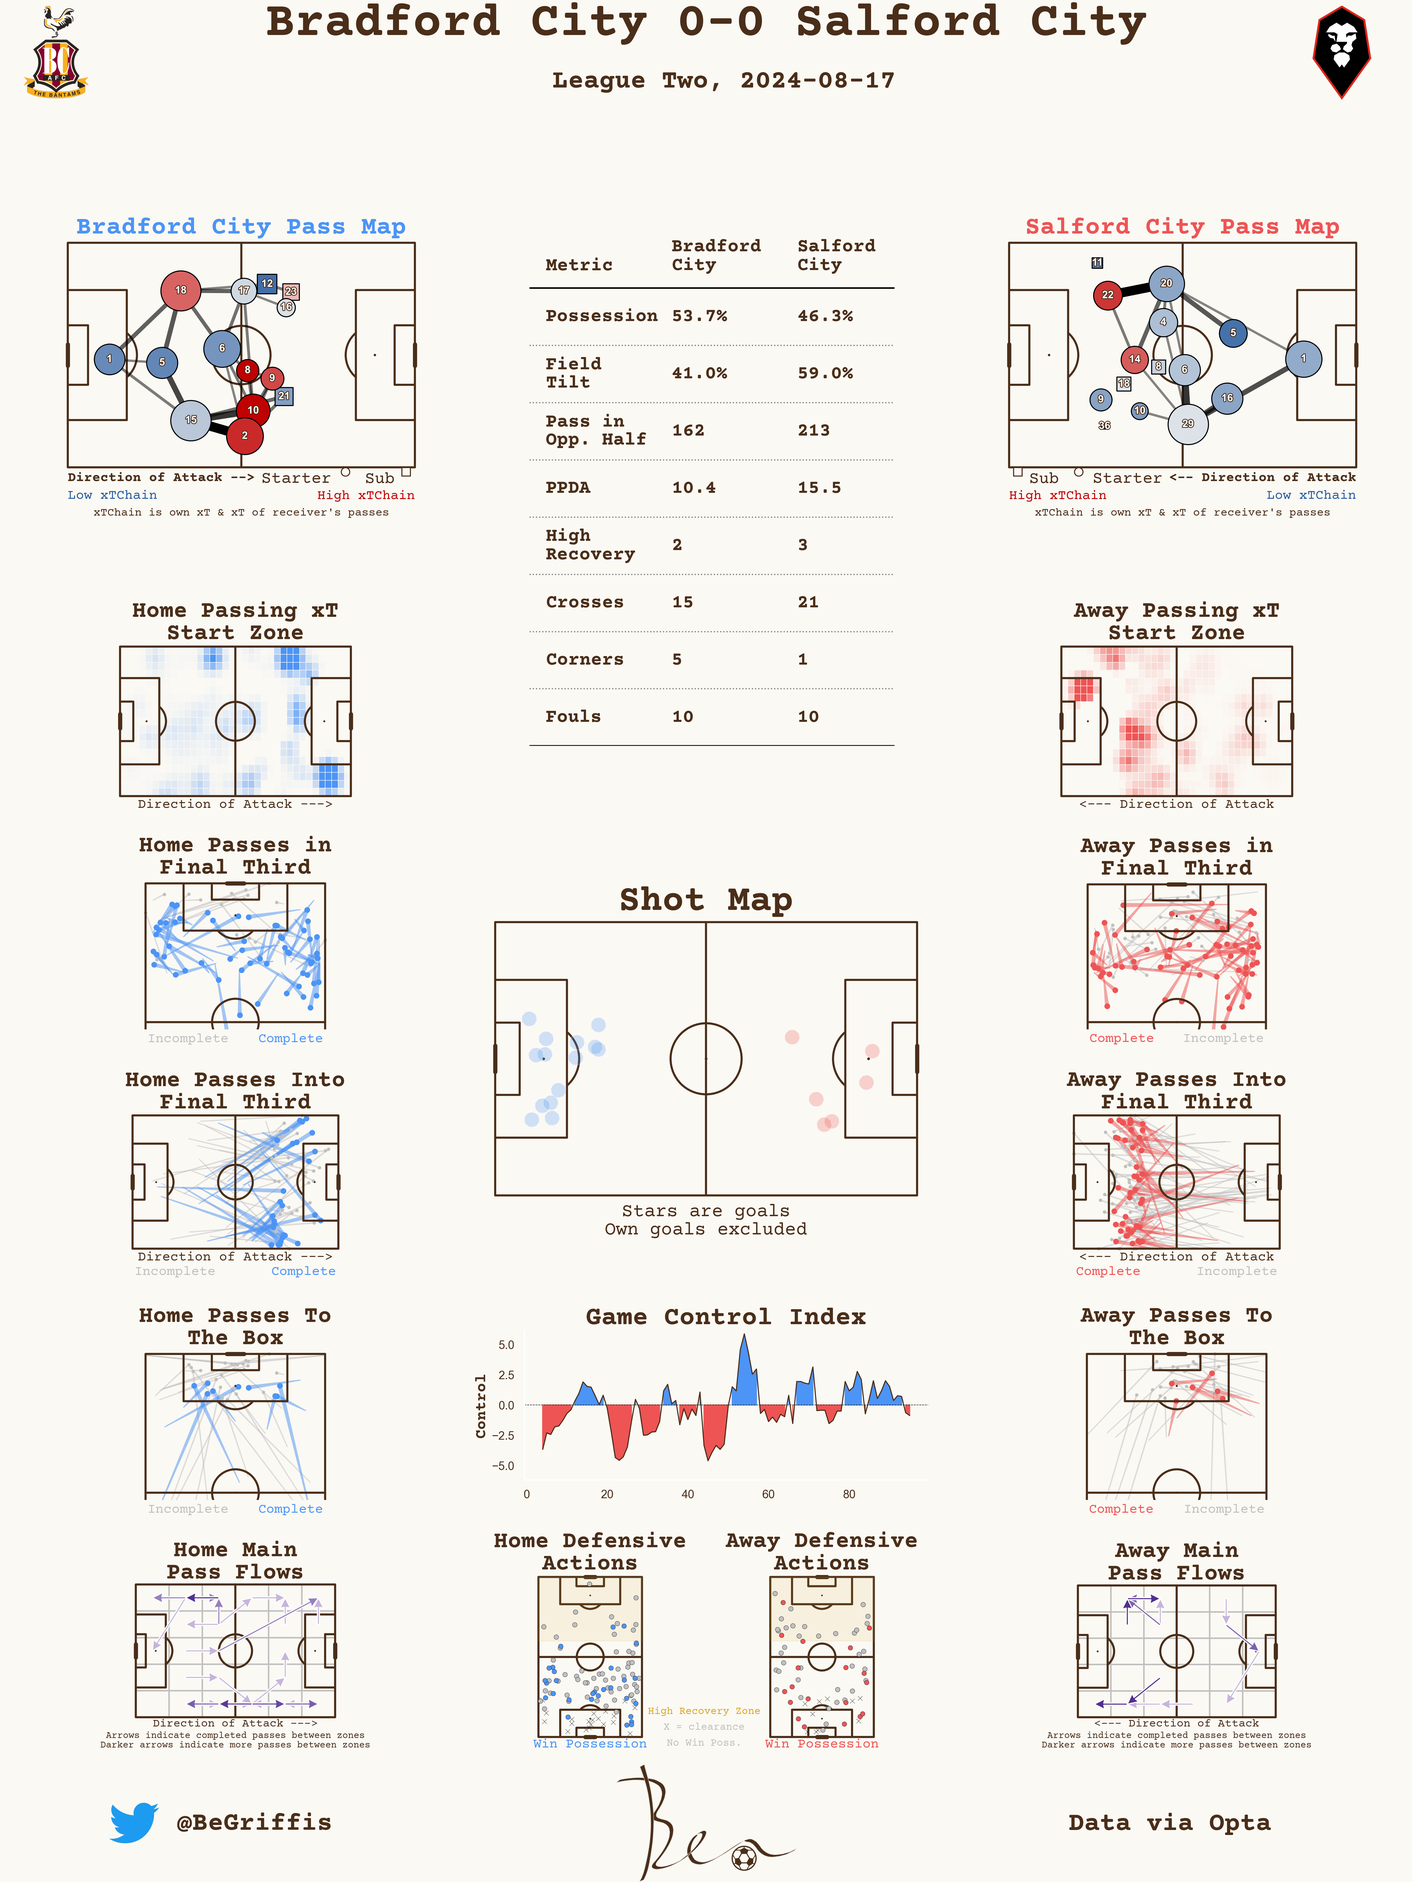 Bradford City 0-0 Salford City
League Two, 2024-08-17
BC
AFC
THE BANTAMS
Bradford City Pass Map
18
17
12
23
16
1
5
6
8
9
21
10
15
2
Direction of Attack --> Starter Sub
Low xTChain High xTChain
xTChain is own xT & xT of receiver's passes
Metric Bradford City Salford City
Possession 53.7% 46.3%
Field Tilt 41.0% 59.0%
Pass in Opp. Half 162 213
PPDA 10.4 15.5
High Recovery 2 3
Crosses 15 21
Corners 5 1
Fouls 10 10
Salford City Pass Map
11
22
20
4
5
14
8
6
1
18
9
10
16
36
29
Sub Starter <-- Direction of Attack
High xTChain Low xTChain
xTChain is own xT & xT of receiver's passes
Home Passing xT
Start Zone
Direction of Attack --->
Away Passing xT
Start Zone
<--- Direction of Attack
Home Passes in
Final Third
Incomplete Complete
Away Passes in
Final Third
Complete Incomplete
Shot Map
Stars are goals
Own goals excluded
Home Passes Into
Final Third
Direction of Attack --->
Incomplete Complete
Away Passes Into
Final Third
<--- Direction of Attack
Complete Incomplete
Home Passes To
The Box
Incomplete Complete
Game Control Index
Control
5.0
2.5
0.0
−2.5
−5.0
0 20 40 60 80
Away Passes To
The Box
Complete Incomplete
Home Main
Pass Flows
Direction of Attack --->
Arrows indicate completed passes between zones
Darker arrows indicate more passes between zones
Home Defensive
Actions
Win Possession
High Recovery Zone
X = clearance
No Win Poss.
Away Defensive
Actions
Win Possession
Away Main
Pass Flows
<--- Direction of Attack
Arrows indicate completed passes between zones
Darker arrows indicate more passes between zones
@BeGriffis
Ben
Data via Opta